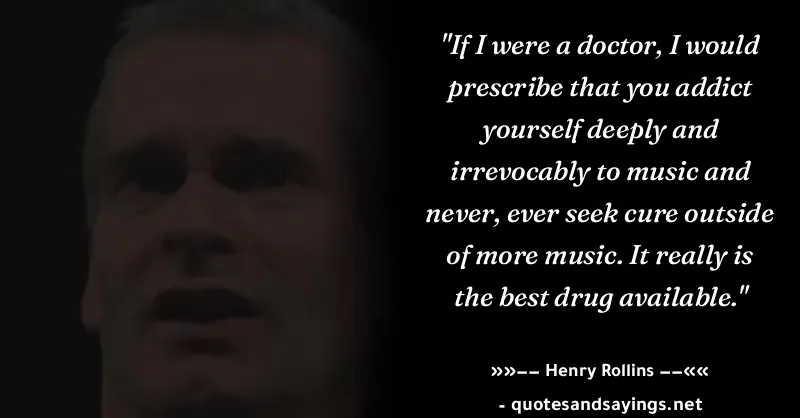 "If I were a doctor, I would
prescribe that you addict
yourself deeply and
irrevocably to music and
never, ever seek cure outside
of more music. It really is
the best drug available."
»»−− Henry Rollins −−««
- quotesandsayings.net